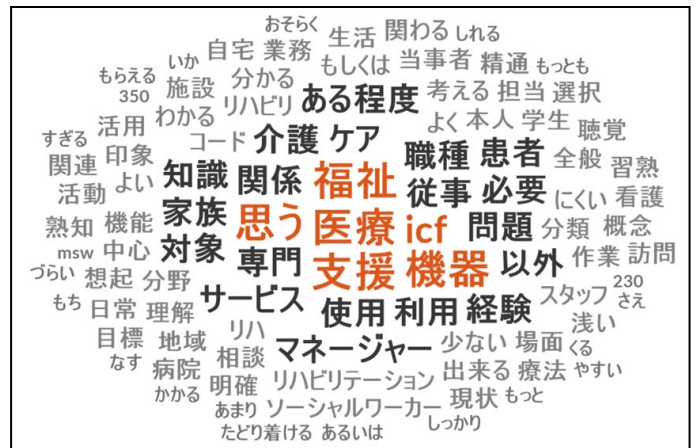 おそらく 関わる しれる
自宅 業務 生活
いか もしくは 当事者 精通 もっとも
もらえる 施設 分かる ある程度 考える 担当 選択
350 わかる リハビリ
活用 コード 介護 ケア よく 本人 学生 聴覚
すぎる 印象 職種 患者 全般 習熟
関連 知識 関係 福祉 従事 必要
活動 よい 家族 思う 医療 icf 問題 にくい 看護
熟知 機能 分類 概念
msw 中心 対象 専門 支援 機器 以外 作業 訪問
づらい 想起 分野 サービス 使用 利用 経験 スタッフ 230
もち 日常 理解 さえ
目標 地域 リハ マネージャー 少ない 場面 浅い
なす 病院 相談 くる
かかる 明確 リハビリテーション 出来る 療法 やすい
あまり ソーシャルワーカー 現状 もっと
たどり着ける あるいは しっかり